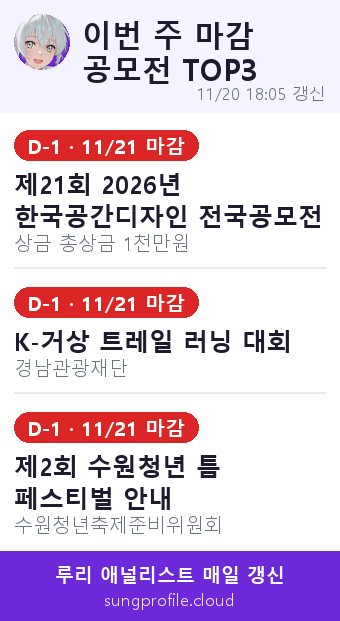 이번 주 마감
공모전 TOP3
11/20 18:05 갱신
D-1 · 11/21 마감
제21회 2026년
한국공간디자인 전국공모전
상금 총상금 1천만원
D-1 · 11/21 마감
K-거상 트레일 러닝 대회
경남관광재단
D-1 · 11/21 마감
제2회 수원청년 틈
페스티벌 안내
수원청년축제준비위원회
루리 애널리스트 매일 갱신
sungprofile.cloud